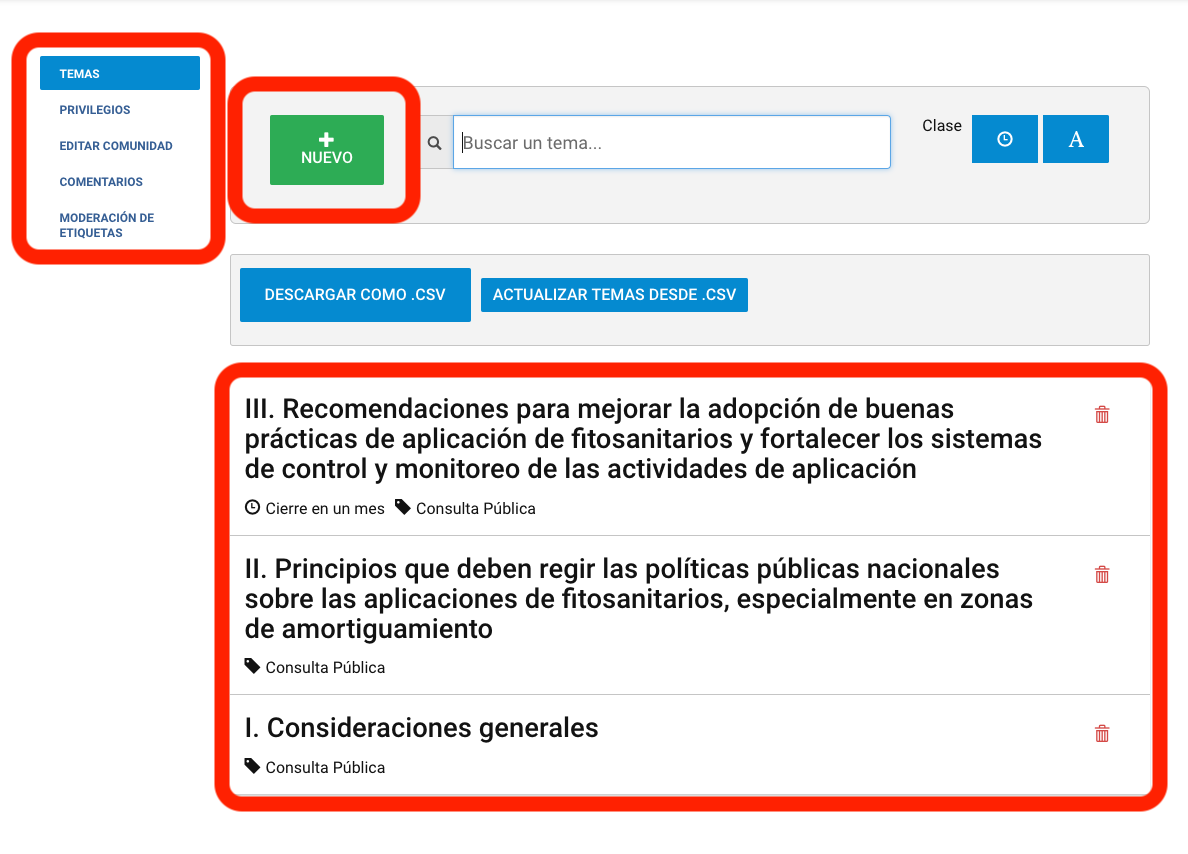 TEMAS
PRIVILEGIOS
EDITAR COMUNIDAD
COMENTARIOS
MODERACIÓN DE
ETIQUETAS
NUEVO
Buscar un tema...
Clase
A
DESCARGAR COMO .CSV
ACTUALIZAR TEMAS DESDE .CSV
III. Recomendaciones para mejorar la adopción de buenas
prácticas de aplicación de fitosanitarios y fortalecer los sistemas
de control y monitoreo de las actividades de aplicación
Cierre en un mes Consulta Pública
II. Principios que deben regir las políticas públicas nacionales
sobre las aplicaciones de fitosanitarios, especialmente en zonas
de amortiguamiento
Consulta Pública
I. Consideraciones generales
Consulta Pública